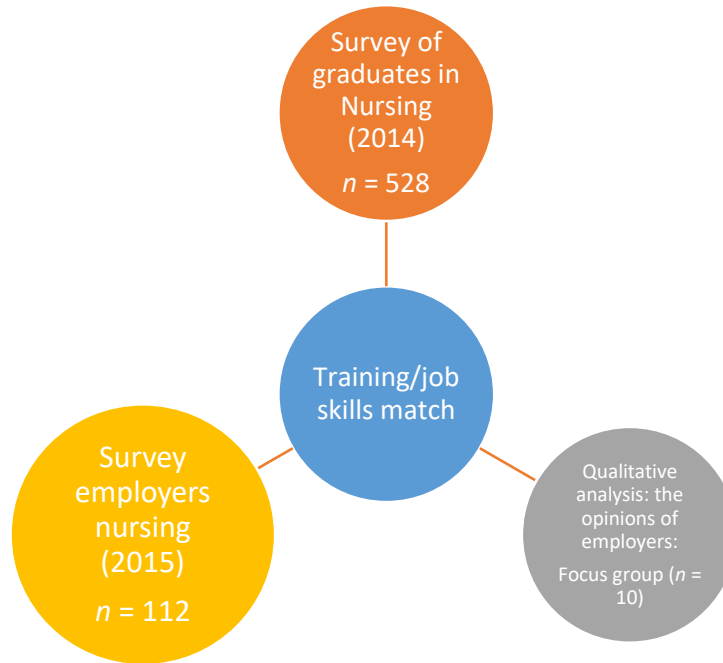 Survey of
graduates in
Nursing
(2014)
n = 528
Training/job
skills match
Survey
employers
nursing
(2015)
n = 112
Qualitative
analysis: the
opinions of
employers:
Focus group (n =
10)